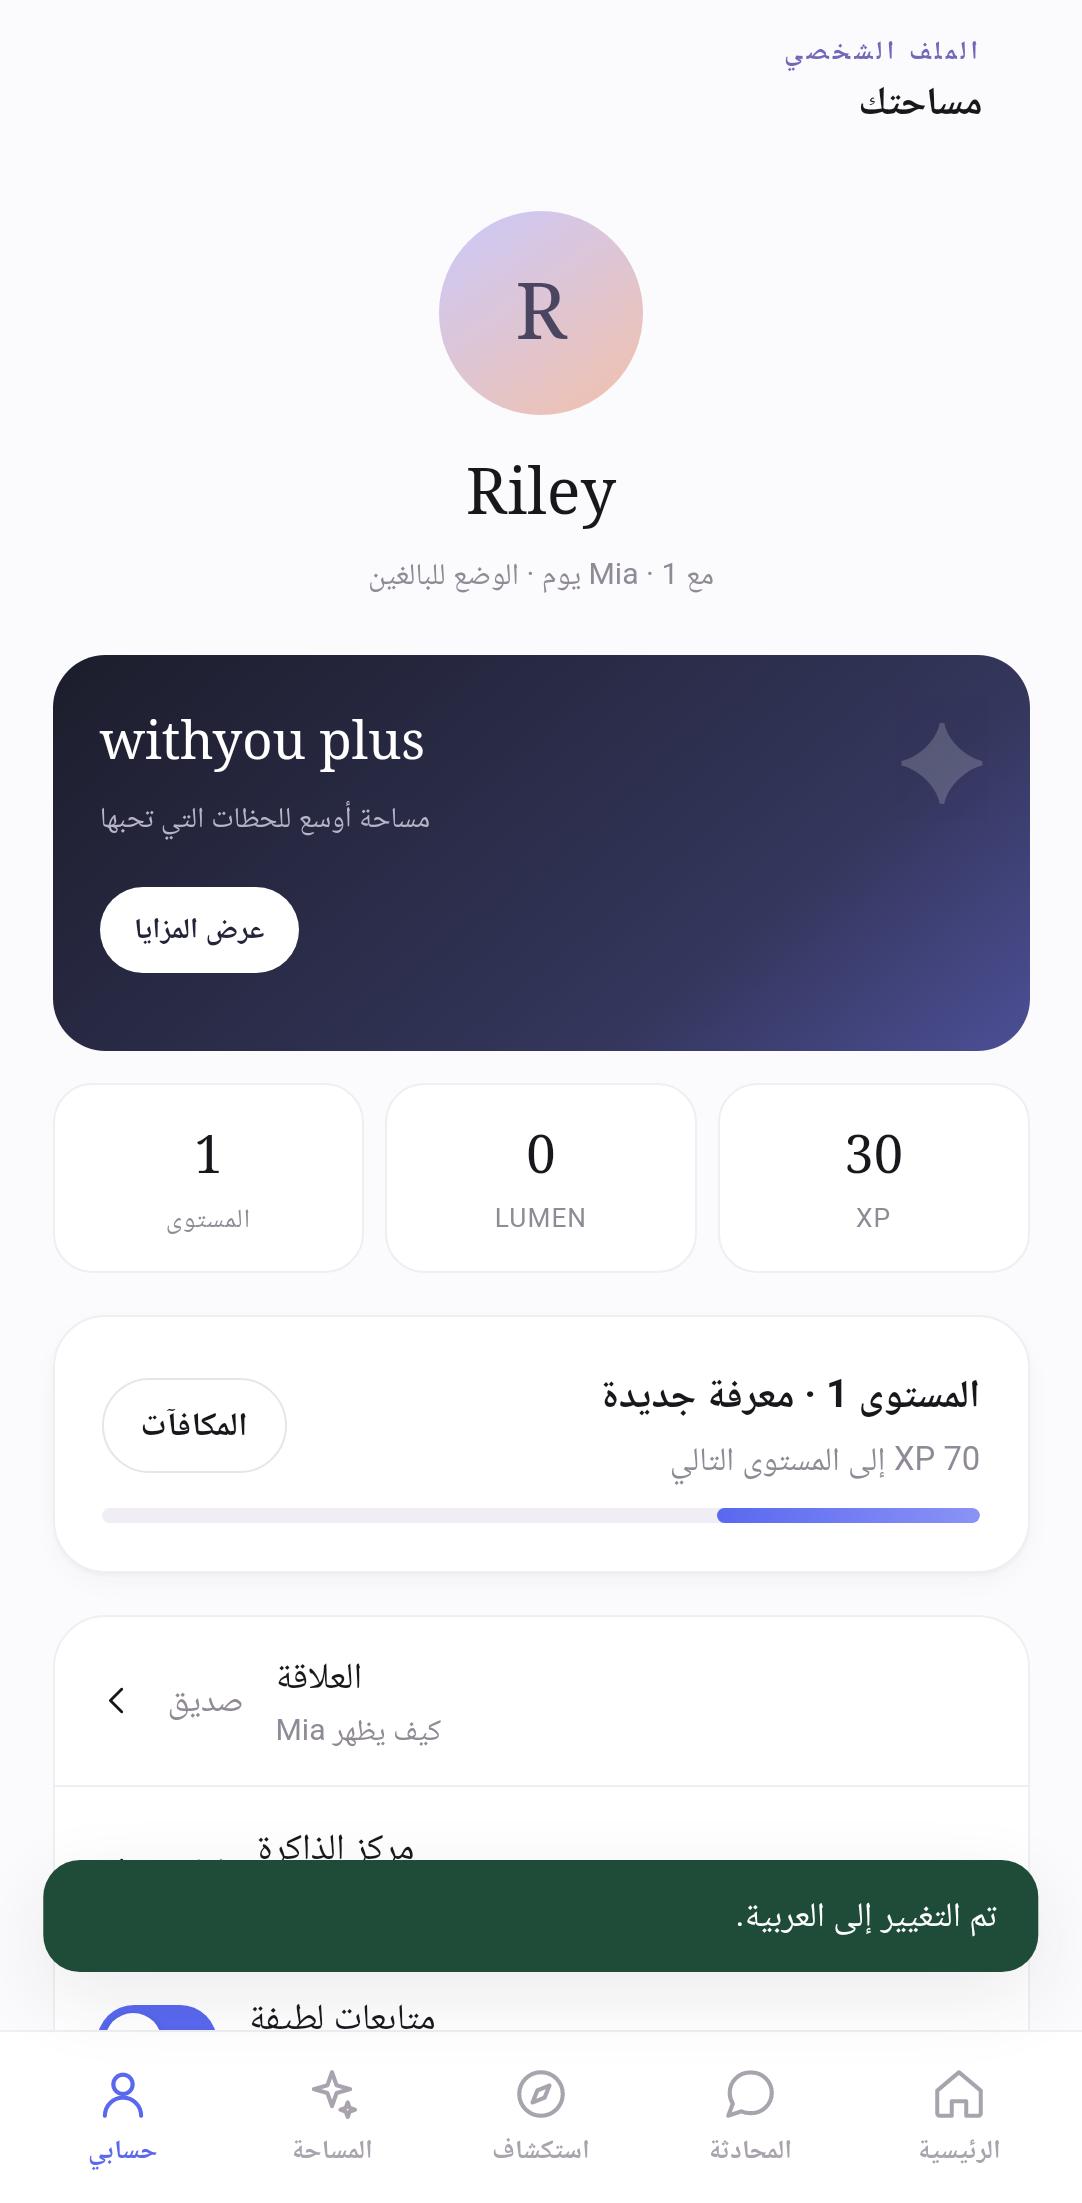 الملف الشخصي
مساحتك
R
Riley
مع Mia · 1 يوم · الوضع للبالغين
withyou plus
مساحة أوسع للحظات التي تحبها
عرض المزايا
30
XP
0
LUMEN
1
المستوى
المستوى 1 · معرفة جديدة
70 XP إلى المستوى التالي
المكافآت
العلاقة
كيف يظهر Mia
صديق
مركز الذاكرة
تم التغيير إلى العربية.
متابعات لطيفة
الرئيسية
المحادثة
استكشاف
المساحة
حسابي